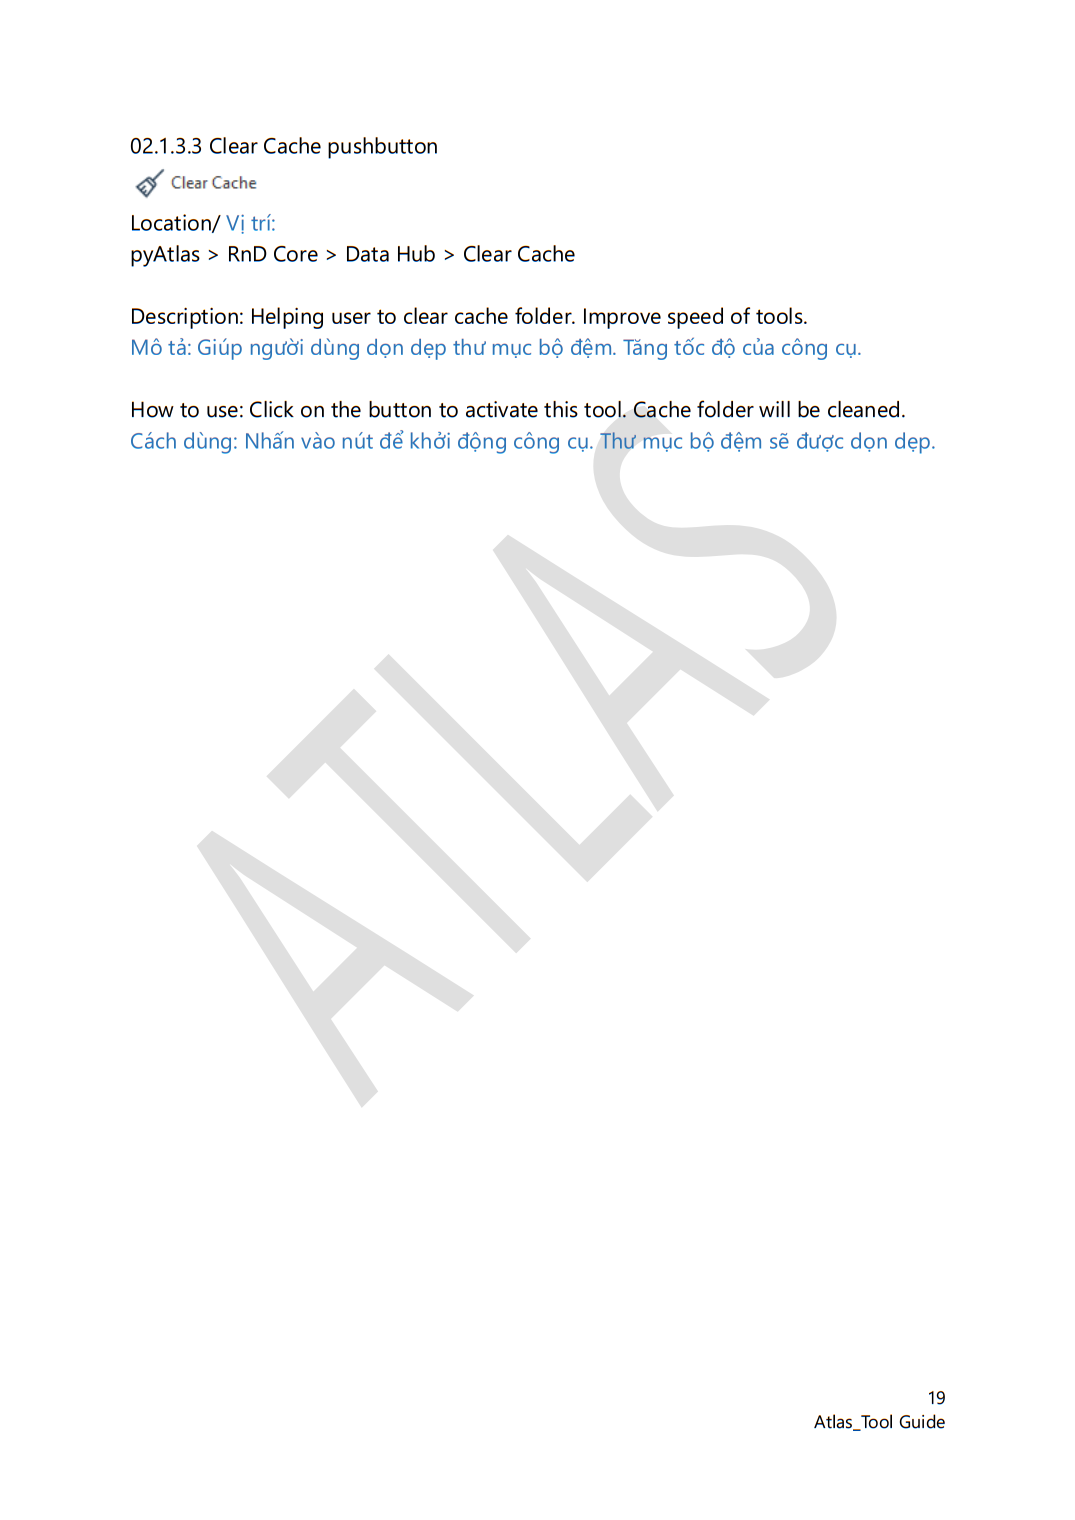 02.1.3.3 Clear Cache pushbutton
Clear Cache
Location/ Vị trí:
pyAtlas > RnD Core > Data Hub > Clear Cache
Description: Helping user to clear cache folder. Improve speed of tools.
Mô tả: Giúp người dùng dọn dẹp thư mục bộ đệm. Tăng tốc độ của công cụ.
How to use: Click on the button to activate this tool. Cache folder will be cleaned.
Cách dùng: Nhấn vào nút để khởi động công cụ. Thư mục bộ đệm sẽ được dọn dẹp.
ATLAS
19
Atlas_Tool Guide